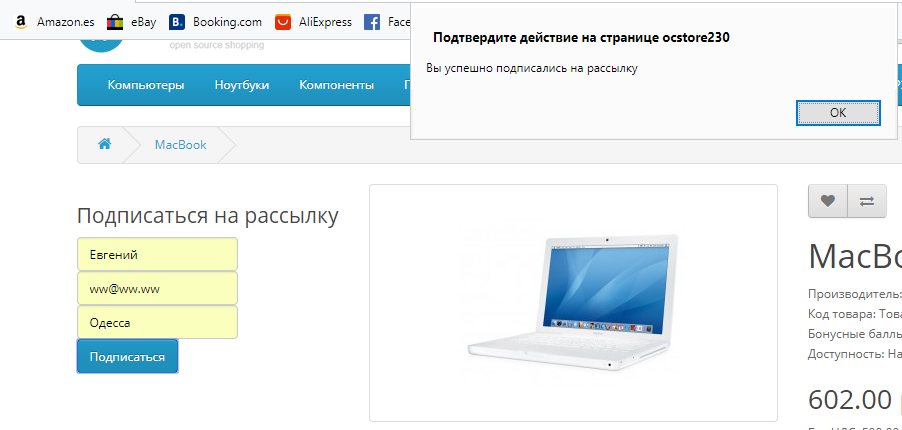 Amazon.es eBay Booking.com AliExpress Face
Подтвердите действие на странице ocstore230
Вы успешно подписались на рассылку
OK
open source shopping
Компьютеры Ноутбуки Компоненты
MacBook
Подписаться на рассылку
Евгений
ww@ww.ww
Одесса
Подписаться
MacBo
Производитель:
Код товара: Това
Бонусные баллы
Доступность: На
602.00